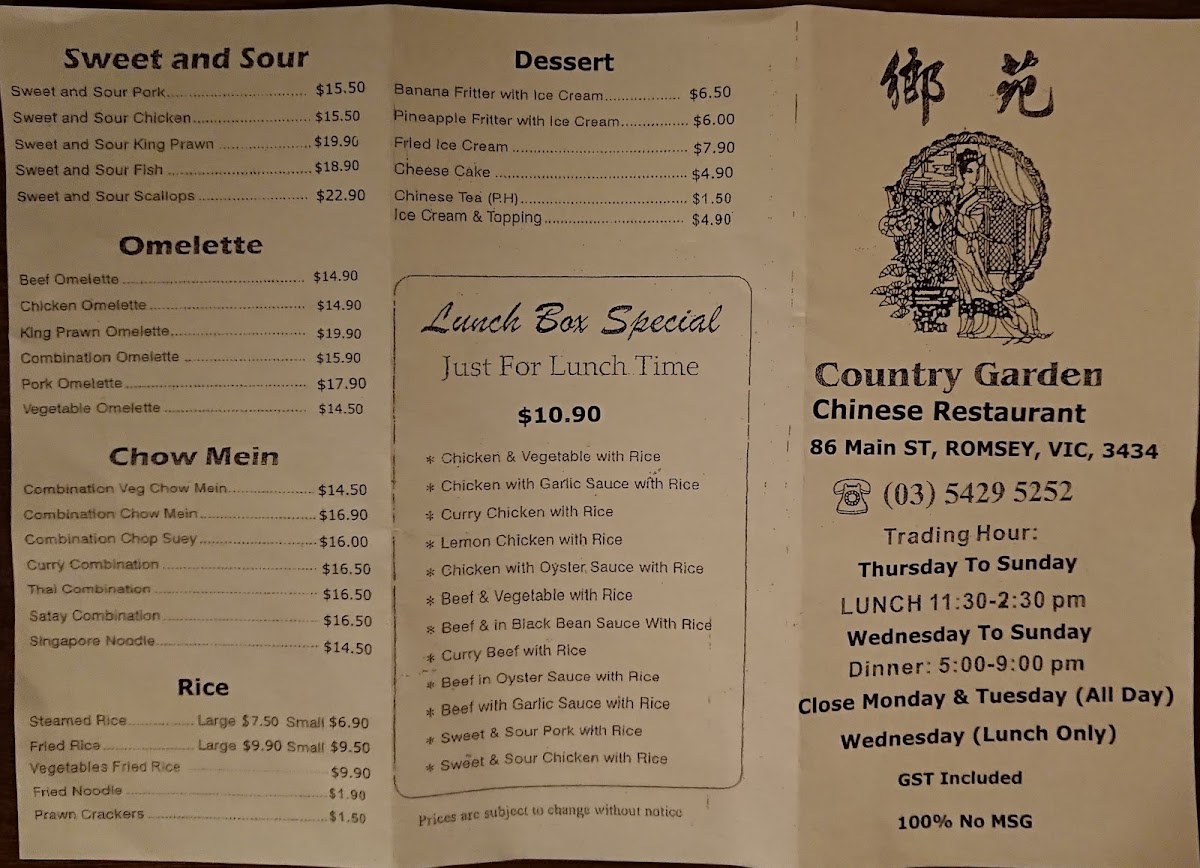 Sweet and Sour
Sweet and Sour Pork.............................. $15.50
Sweet and Sour Chicken......................... $15.50
Sweet and Sour King Prawn ................... $19.90
Sweet and Sour Fish .............................. $18.90
Sweet and Sour Scallops ....................... $22.90
Omelette
Beef Omelette ....................................... $14.90
Chicken Omelette .................................. $14.90
King Prawn Omelette............................. $19.90
Combination Omelette .......................... $15.90
Pork Omelette ...................................... $17.90
Vegetable Omelette .............................. $14.50
Chow Mein
Combination Veg Chow Mein................. $14.50
Combination Chow Mein ....................... $16.90
Combination Chop Suey....................... $16.00
Curry Combination ............................... $16.50
Thai Combination ................................. $16.50
Satay Combination ............................... $16.50
Singapore Noodle................................. $14.50
Rice
Steamed Rice.............. Large $7.50 Small $6.90
Fried Rice................... Large $9.90 Small $9.50
Vegetables Fried Rice ........................... $9.90
Fried Noodle ........................................ $1.90
Prawn Crackers .................................... $1.50
Dessert
Banana Fritter with Ice Cream.................. $6.50
Pineapple Fritter with Ice Cream.............. $6.00
Fried Ice Cream ..................................... $7.90
Cheese Cake ......................................... $4.90
Chinese Tea (P.H)................................... $1.50
Ice Cream & Topping.............................. $4.90
Lunch Box Special
Just For Lunch Time
$10.90
* Chicken & Vegetable with Rice
* Chicken with Garlic Sauce with Rice
* Curry Chicken with Rice
* Lemon Chicken with Rice
* Chicken with Oyster Sauce with Rice
* Beef & Vegetable with Rice
* Beef & in Black Bean Sauce With Rice
* Curry Beef with Rice
* Beef in Oyster Sauce with Rice
* Beef with Garlic Sauce with Rice
* Sweet & Sour Pork with Rice
* Sweet & Sour Chicken with Rice
Prices are subject to change without notice
鄉苑
Country Garden
Chinese Restaurant
86 Main ST, ROMSEY, VIC, 3434
(03) 5429 5252
Trading Hour:
Thursday To Sunday
LUNCH 11:30-2:30 pm
Wednesday To Sunday
Dinner: 5:00-9:00 pm
Close Monday & Tuesday (All Day)
Wednesday (Lunch Only)
GST Included
100% No MSG